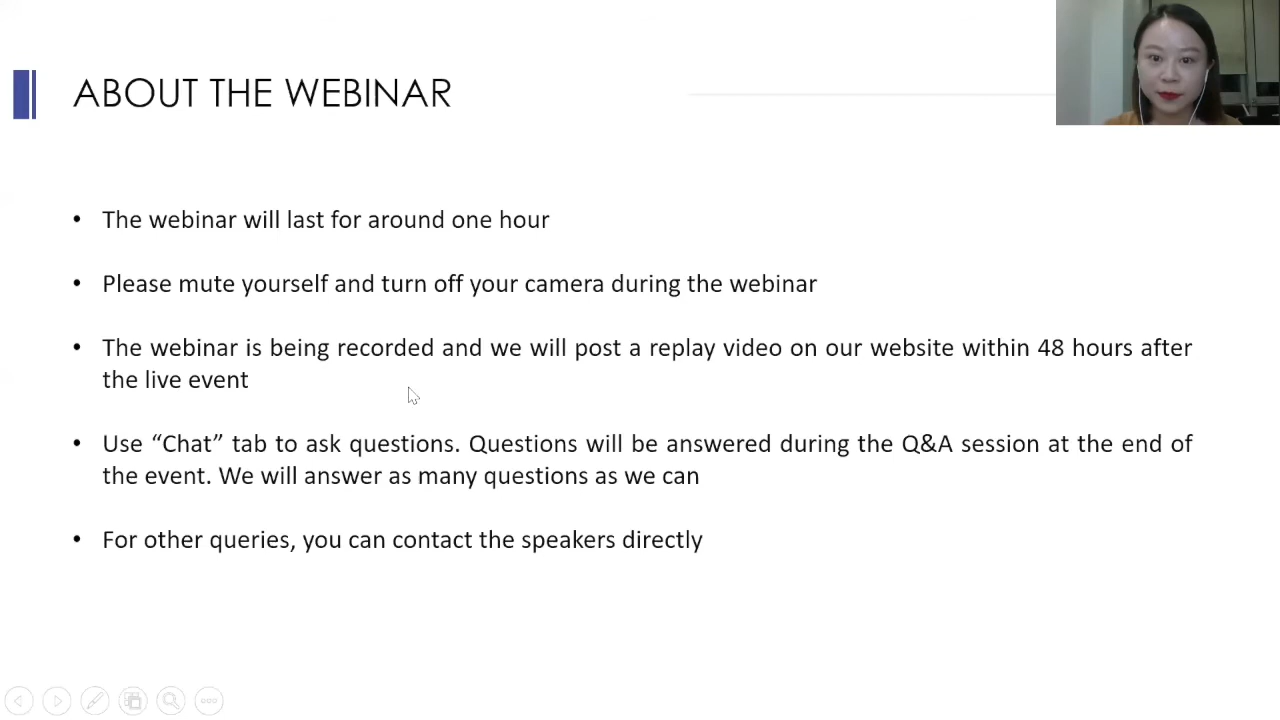 ABOUT THE WEBINAR
• The webinar will last for around one hour
• Please mute yourself and turn off your camera during the webinar
• The webinar is being recorded and we will post a replay video on our website within 48 hours after
the live event
• Use “Chat” tab to ask questions. Questions will be answered during the Q&A session at the end of
the event. We will answer as many questions as we can
• For other queries, you can contact the speakers directly